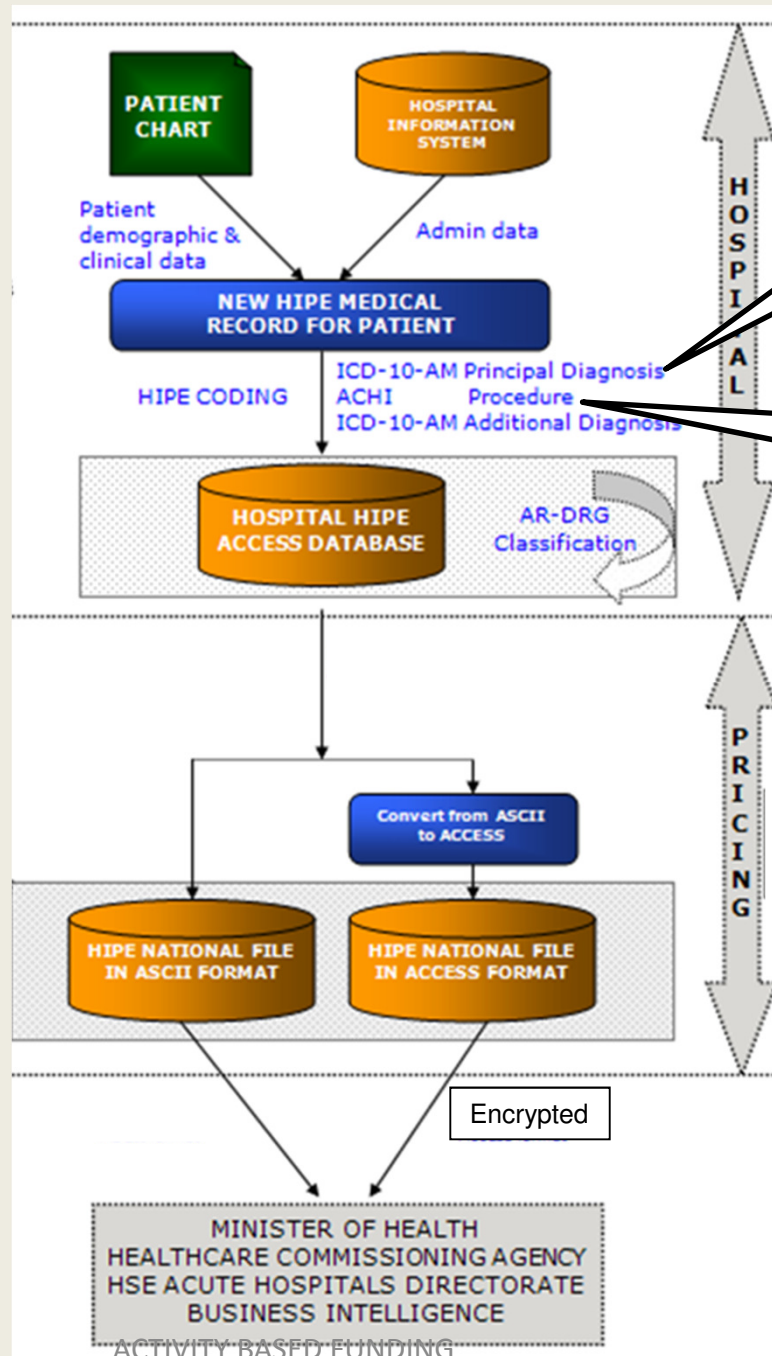 PATIENT
CHART
HOSPITAL
INFORMATION
SYSTEM
Patient
demographic &
clinical data
Admin data
NEW HIPE MEDICAL
RECORD FOR PATIENT
HIPE CODING
ICD-10-AM Principal Diagnosis
ACHI Procedure
ICD-10-AM Additional Diagnosis
HOSPITAL HIPE
ACCESS DATABASE
AR-DRG
Classification
HOSPITAL
Convert from ASCII
to ACCESS
HIPE NATIONAL FILE
IN ASCII FORMAT
HIPE NATIONAL FILE
IN ACCESS FORMAT
PRICING
Encrypted
MINISTER OF HEALTH
HEALTHCARE COMMISSIONING AGENCY
HSE ACUTE HOSPITALS DIRECTORATE
BUSINESS INTELLIGENCE
ACTIVITY BASED FUNDING